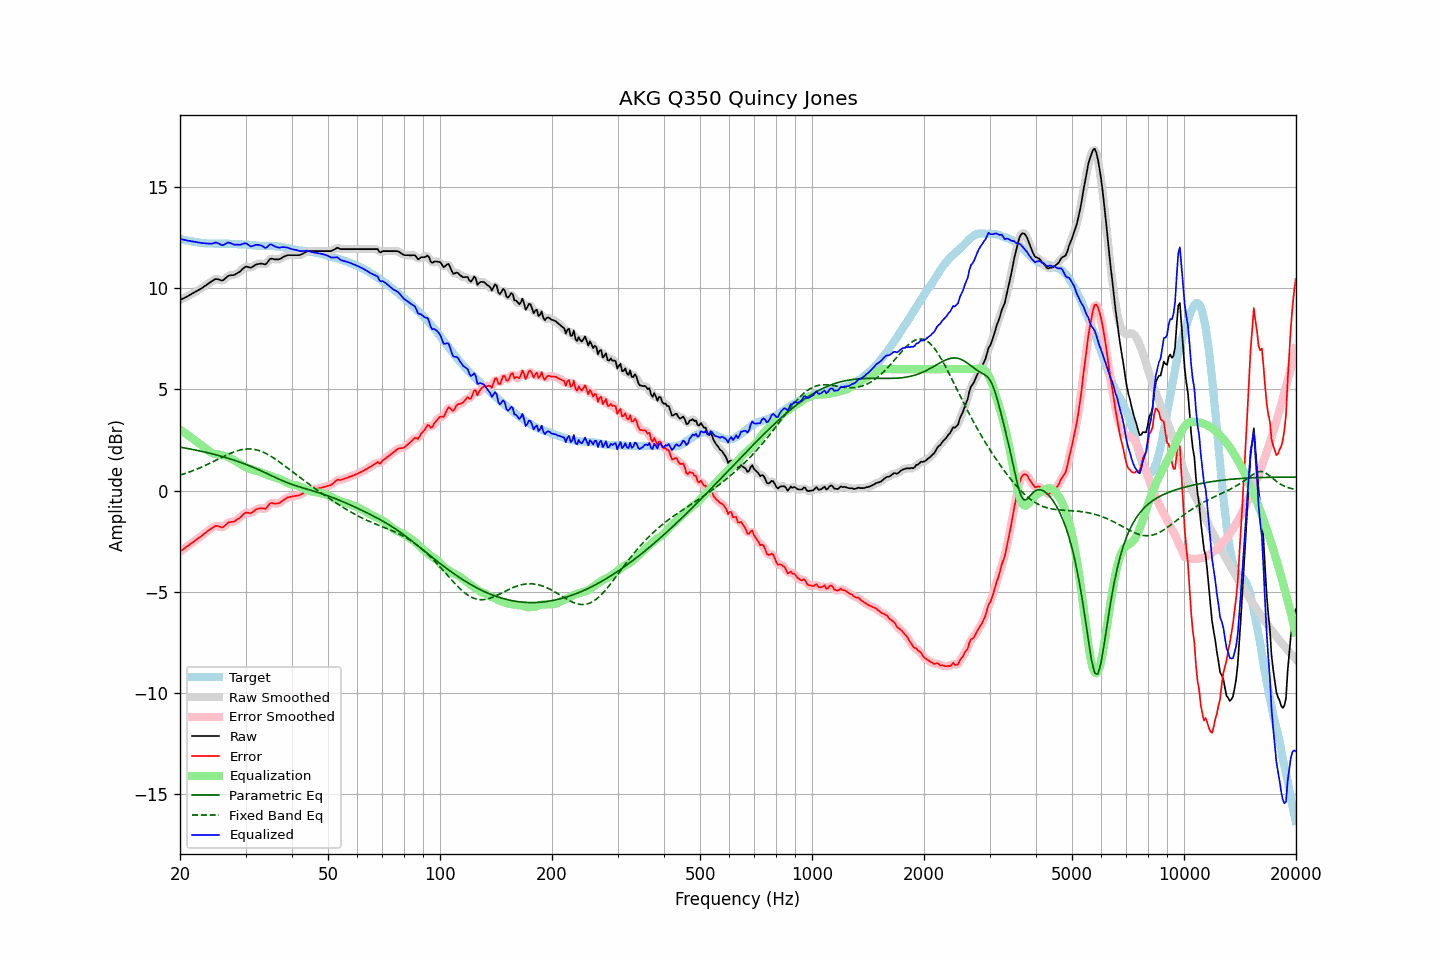 AKG Q350 Quincy Jones
Amplitude (dBr)
15
10
5
0
−5
−10
−15
Target
Raw Smoothed
Error Smoothed
Raw
Error
Equalization
Parametric Eq
Fixed Band Eq
Equalized
20 50 100 200 500 1000 2000 5000 10000 20000
Frequency (Hz)